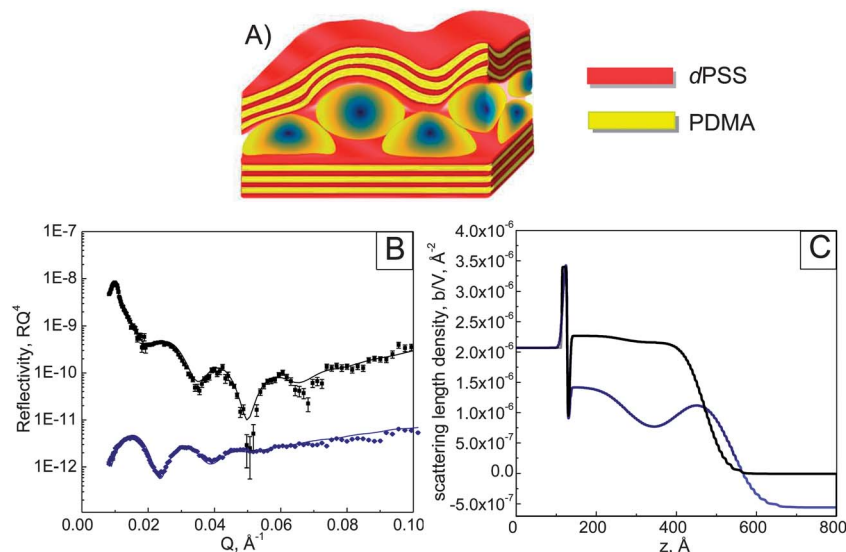 A)
dPSS
PDMA
B
Reflectivity, RQ⁴
1E-7
1E-8
1E-9
1E-10
1E-11
1E-12
0.00 0.02 0.04 0.06 0.08 0.10
Q, Å⁻¹
C
scattering length density, b/V, Å⁻²
4.0x10⁻⁶
3.5x10⁻⁶
3.0x10⁻⁶
2.5x10⁻⁶
2.0x10⁻⁶
1.5x10⁻⁶
1.0x10⁻⁶
5.0x10⁻⁷
0.0
-5.0x10⁻⁷
0 200 400 600 800
z, Å